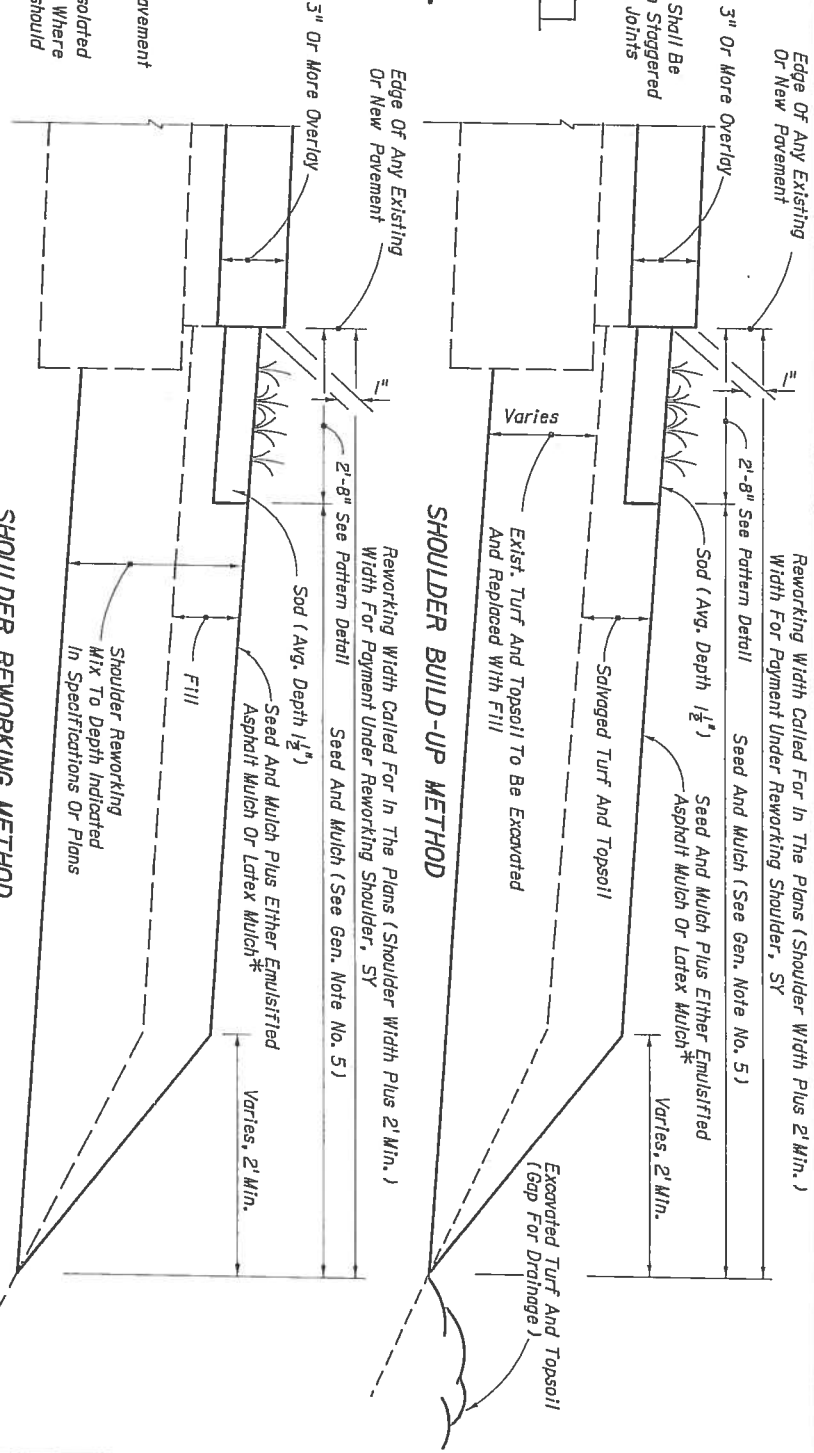 Edge Of Any Existing
Or New Pavement
Reworking Width Called For In The Plans (Shoulder Width Plus 2' Min.)
Width For Payment Under Reworking Shoulder, SY
1"
2'-8" See Pattern Detail
Seed And Mulch (See Gen. Note No. 5)
3" Or More Overlay
Sod (Avg. Depth 1½")
Seed And Mulch Plus Either Emulsified
Asphalt Mulch Or Latex Mulch*
Shall Be
Staggered
Joints
Varies, 2' Min.
Salvaged Turf And Topsoil
Excavated Turf And Topsoil
(Gap For Drainage)
Varies
Exist. Turf And Topsoil To Be Excavated
And Replaced With Fill
SHOULDER BUILD-UP METHOD
Edge Of Any Existing
Or New Pavement
Reworking Width Called For In The Plans (Shoulder Width Plus 2' Min.)
Width For Payment Under Reworking Shoulder, SY
1"
2'-8" See Pattern Detail
Seed And Mulch (See Gen. Note No. 5)
3" Or More Overlay
Sod (Avg. Depth 1½")
Seed And Mulch Plus Either Emulsified
Asphalt Mulch Or Latex Mulch*
Varies, 2' Min.
Fill
Shoulder Reworking
Mix To Depth Indicated
In Specifications Or Plans
SHOULDER REWORKING METHOD
avement
solated
Where
should